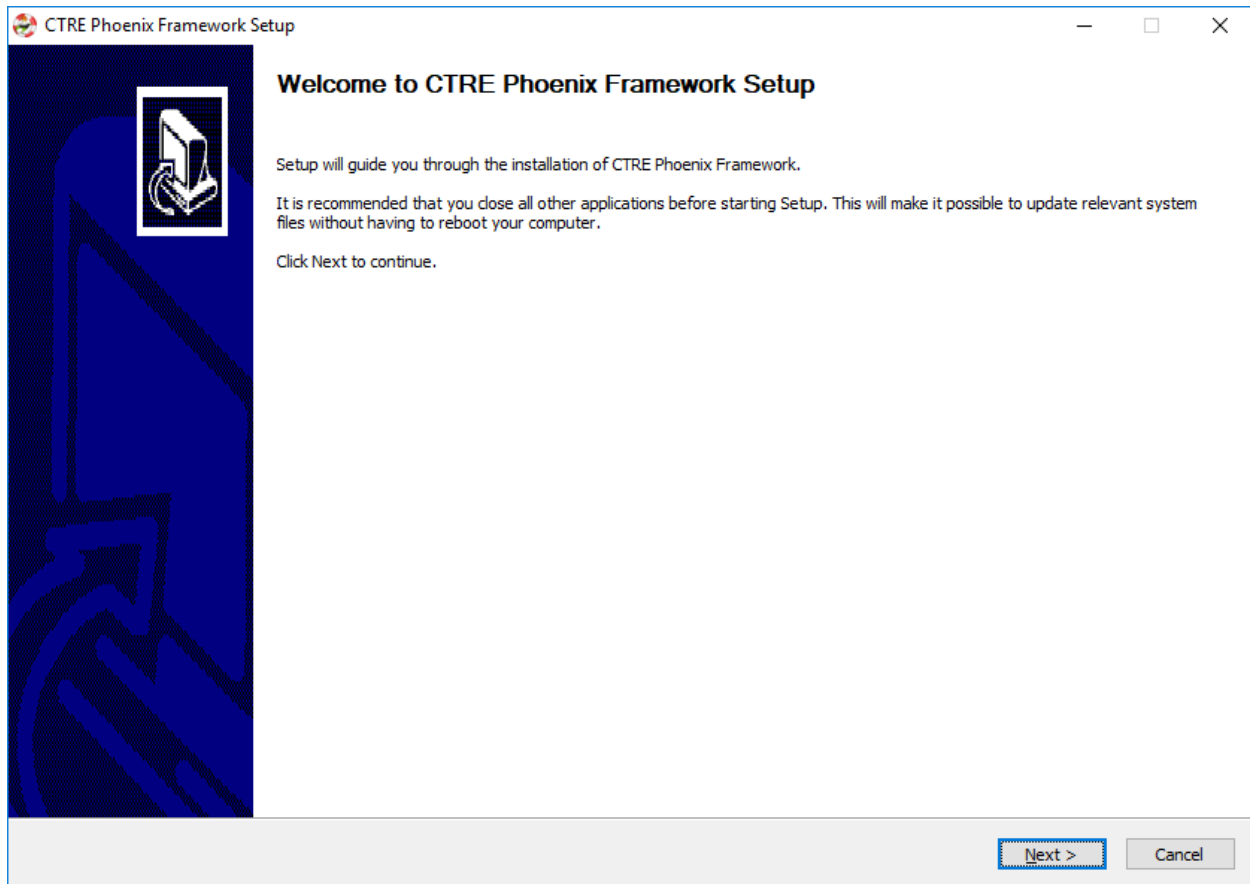 CTRE Phoenix Framework Setup
Welcome to CTRE Phoenix Framework Setup
Setup will guide you through the installation of CTRE Phoenix Framework.
It is recommended that you close all other applications before starting Setup. This will make it possible to update relevant system
files without having to reboot your computer.
Click Next to continue.
Next >
Cancel